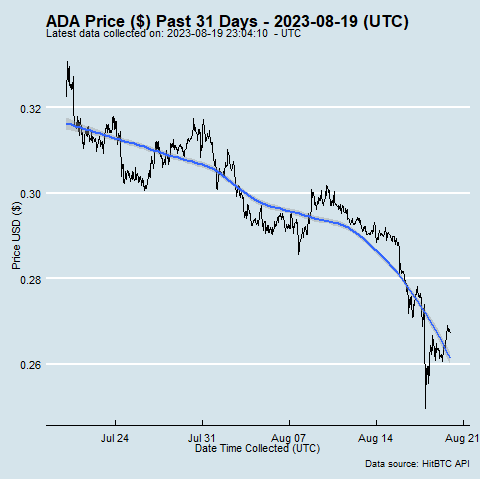 ADA Price ($) Past 31 Days - 2023-08-19 (UTC)
Latest data collected on: 2023-08-19 23:04:10 - UTC
Price USD ($)
0.32
0.30
0.28
0.26
Jul 24 Jul 31 Aug 07 Aug 14 Aug 21
Date Time Collected (UTC)
Data source: HitBTC API